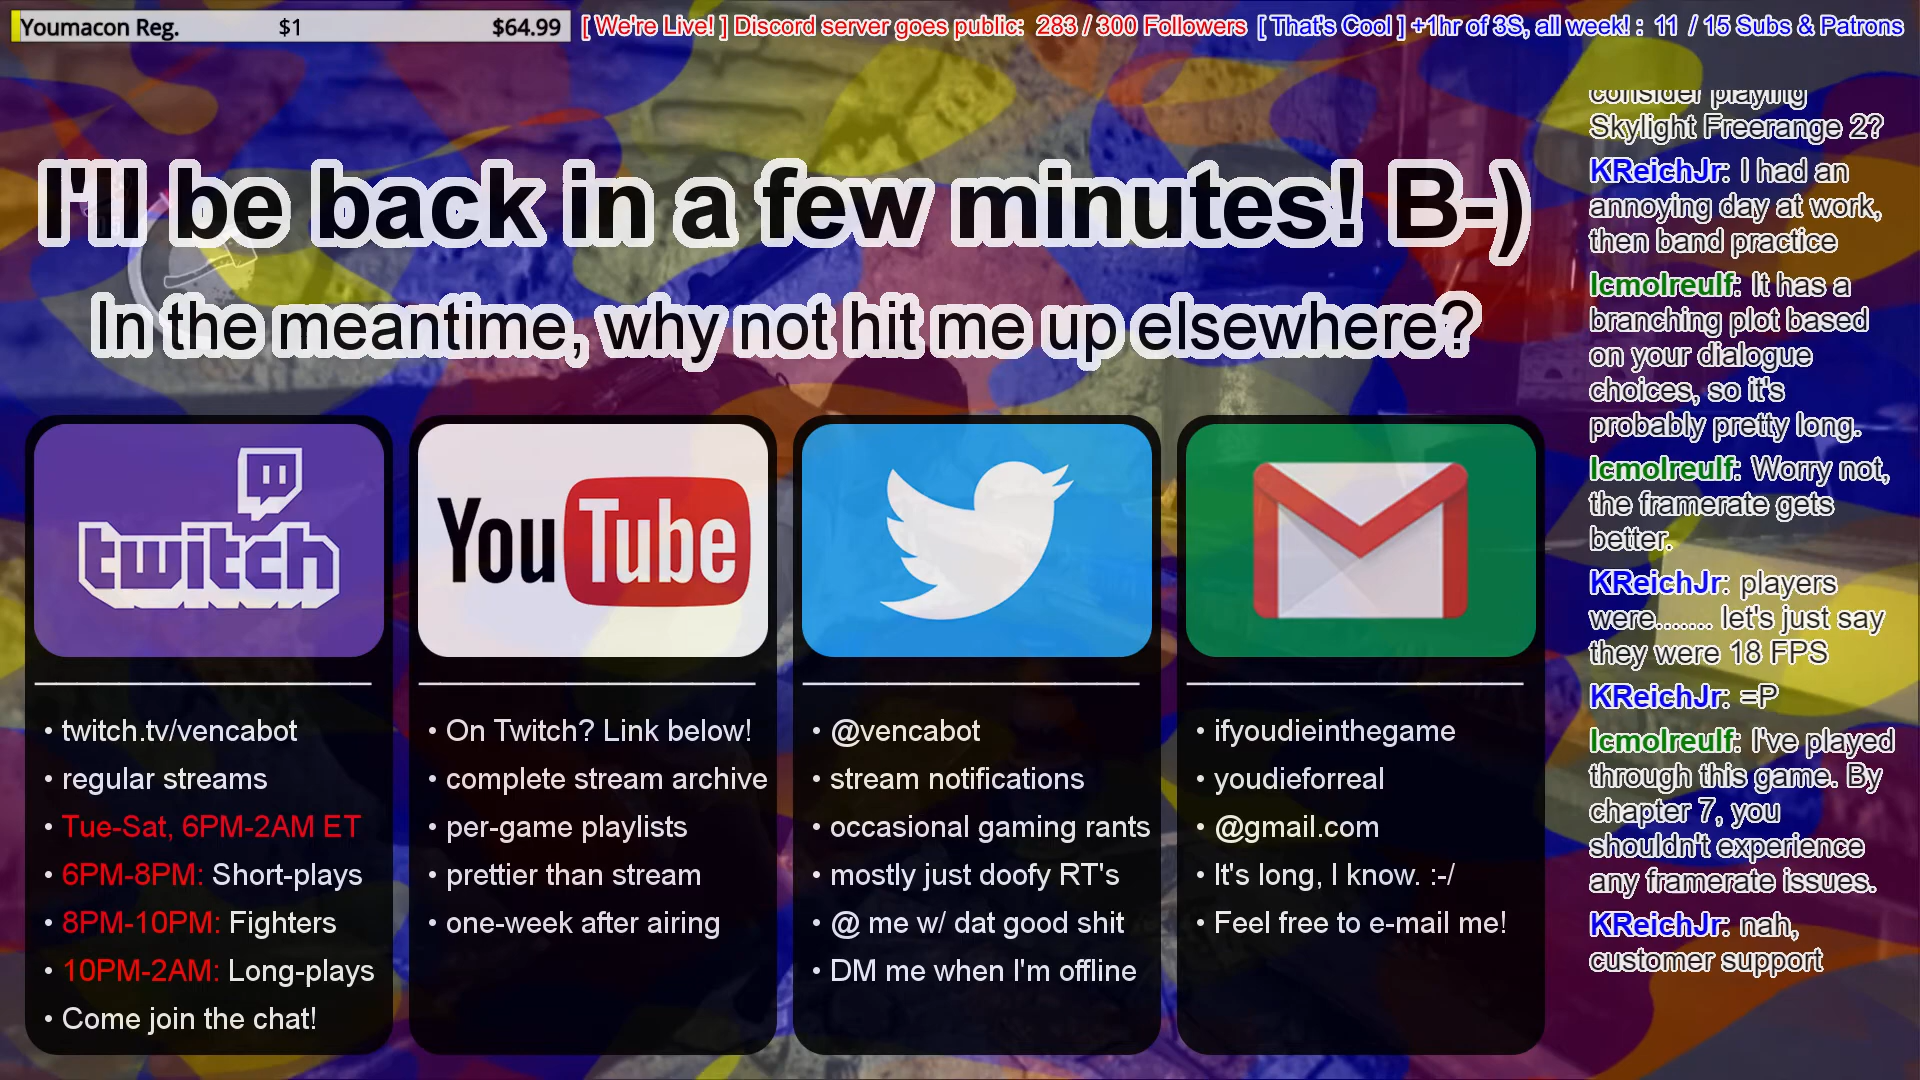 Youmacon Reg. $1 $64.99
[ We're Live! ] Discord server goes public: 283 / 300 Followers [ That's Cool ] +1hr of 3S, all week! : 11 / 15 Subs & Patrons
I'll be back in a few minutes! B-)
In the meantime, why not hit me up elsewhere?
twitch
• twitch.tv/vencabot
• regular streams
• Tue-Sat, 6PM-2AM ET
• 6PM-8PM: Short-plays
• 8PM-10PM: Fighters
• 10PM-2AM: Long-plays
• Come join the chat!
YouTube
• On Twitch? Link below!
• complete stream archive
• per-game playlists
• prettier than stream
• one-week after airing
• @vencabot
• stream notifications
• occasional gaming rants
• mostly just doofy RT's
• @ me w/ dat good shit
• DM me when I'm offline
• ifyoudieinthegame
• youdieforreal
• @gmail.com
• It's long, I know. :-/
• Feel free to e-mail me!
consider playing
Skylight Freerange 2?
KReichJr: I had an
annoying day at work,
then band practice
Icmolreulf: It has a
branching plot based
on your dialogue
choices, so it's
probably pretty long.
Icmolreulf: Worry not,
the framerate gets
better.
KReichJr: players
were....... let's just say
they were 18 FPS
KReichJr: =P
Icmolreulf: I've played
through this game. By
chapter 7, you
shouldn't experience
any framerate issues.
KReichJr: nah,
customer support